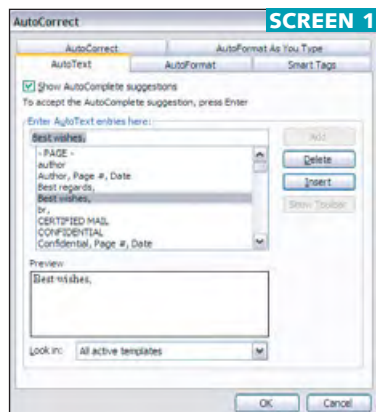 AutoCorrect
SCREEN 1
AutoCorrect AutoFormat As You Type
AutoText AutoFormat Smart Tags
Show AutoComplete suggestions
To accept the AutoComplete suggestion, press Enter
Enter AutoText entries here:
Best wishes,
Add
- PAGE -
author
Author, Page #, Date
Best regards,
Best wishes,
br,
CERTIFIED MAIL
CONFIDENTIAL
Confidential, Page #, Date
Delete
Insert
Show Toolbar
Preview
Best wishes,
Look in: All active templates
OK Cancel